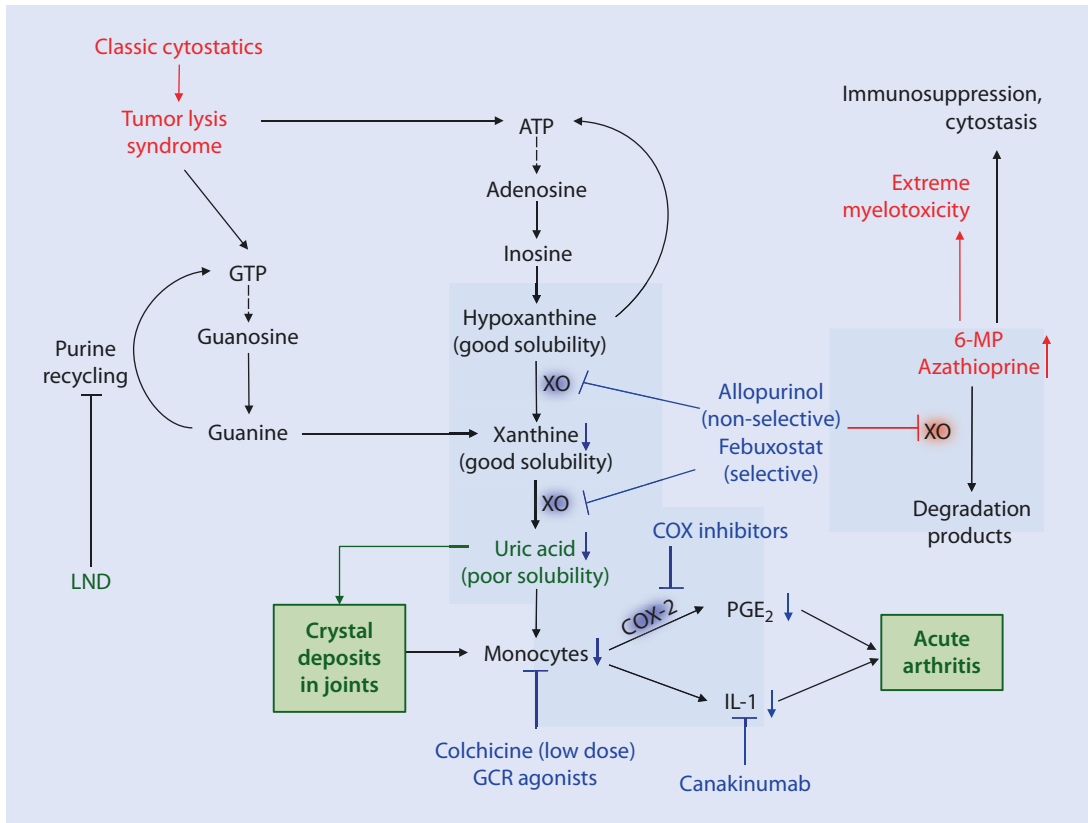 Classic cytostatics
Tumor lysis
syndrome
ATP
Adenosine
Inosine
Hypoxanthine
(good solubility)
XO
Xanthine
(good solubility)
XO
Uric acid
(poor solubility)
GTP
Guanosine
Guanine
Purine
recycling
LND
Crystal
deposits
in joints
Monocytes
COX-2
COX inhibitors
PGE₂
IL-1
Acute
arthritis
Colchicine (low dose)
GCR agonists
Canakinumab
Allopurinol
(non-selective)
Febuxostat
(selective)
Immunosuppression,
cytostasis
Extreme
myelotoxicity
6-MP
Azathioprine
XO
Degradation
products